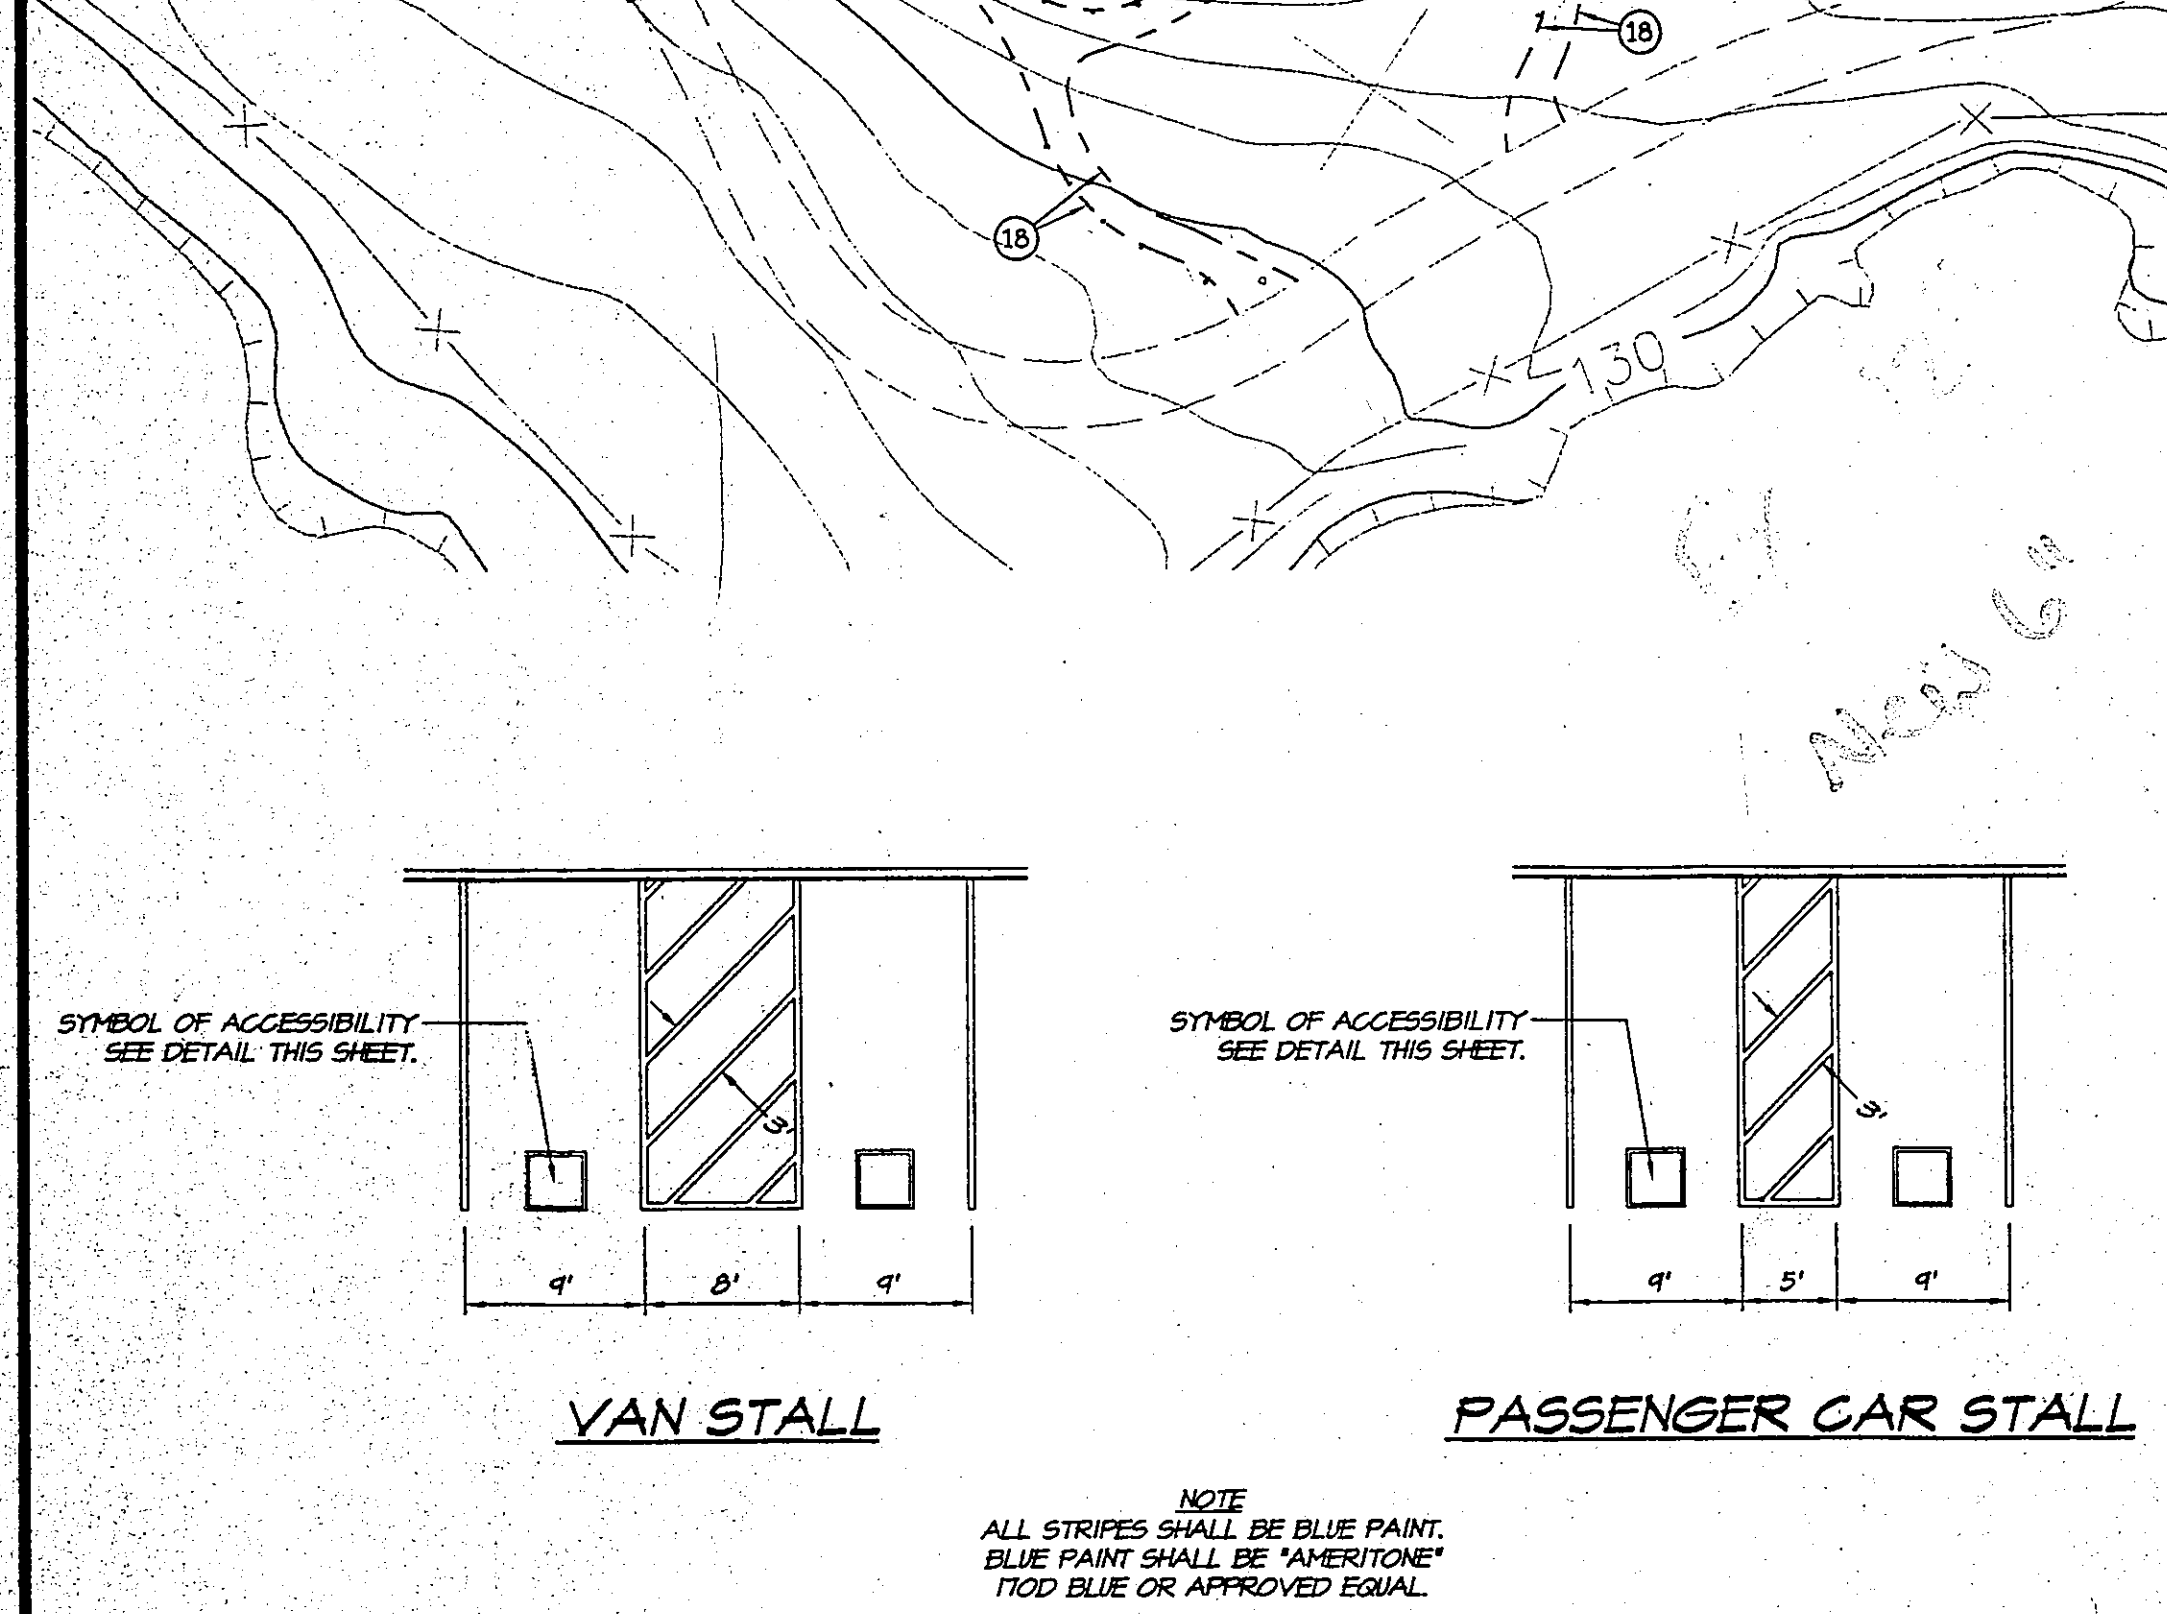 18
18
130
New 6"
SYMBOL OF ACCESSIBILITY
SEE DETAIL THIS SHEET.
3'
9'
8'
9'
VAN STALL
SYMBOL OF ACCESSIBILITY
SEE DETAIL THIS SHEET.
3'
9'
5'
9'
PASSENGER CAR STALL
NOTE
ALL STRIPES SHALL BE BLUE PAINT.
BLUE PAINT SHALL BE "AMERITONE"
BLUE OR APPROVED EQUAL.